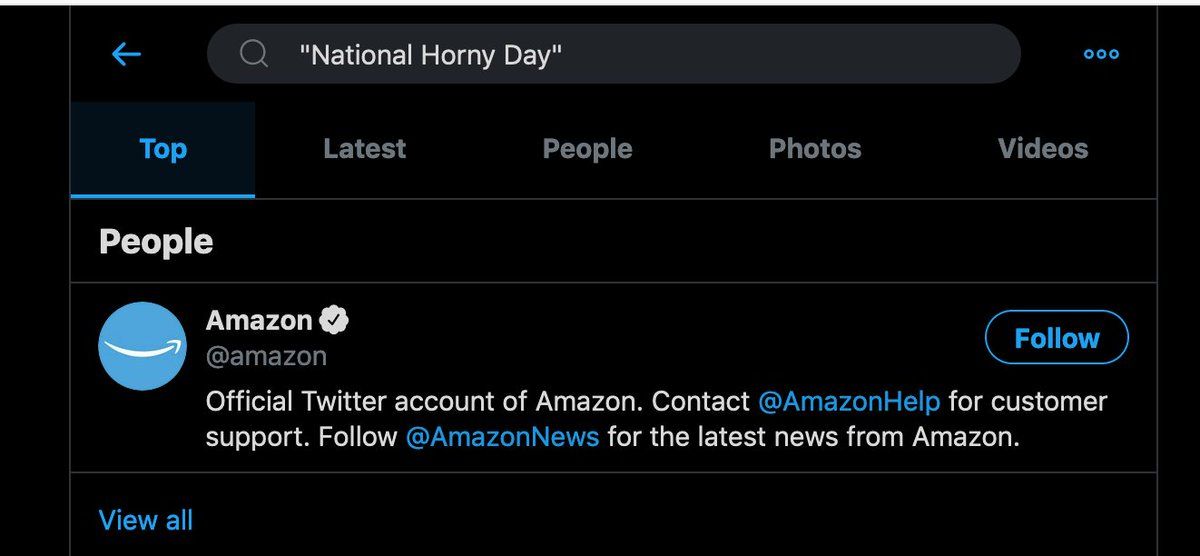 "National Horny Day"
Top Latest People Photos Videos
People
Amazon
@amazon
Follow
Official Twitter account of Amazon. Contact @AmazonHelp for customer
support. Follow @AmazonNews for the latest news from Amazon.
View all